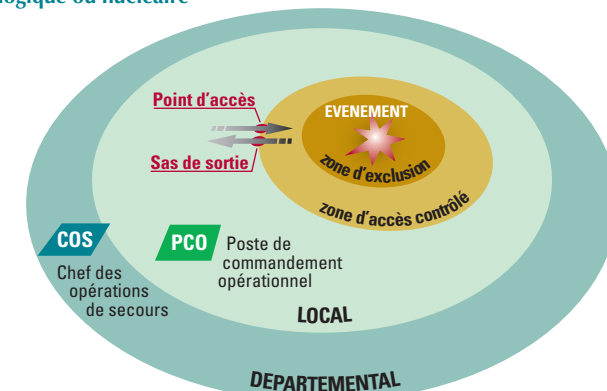 ogique ou nucléaire
Point d'accès
EVENEMENT
Sas de sortie
zone d'exclusion
zone d'accès contrôlé
COS
PCO
Poste de
commandement
opérationnel
Chef des
opérations
de secours
LOCAL
DEPARTEMENTAL